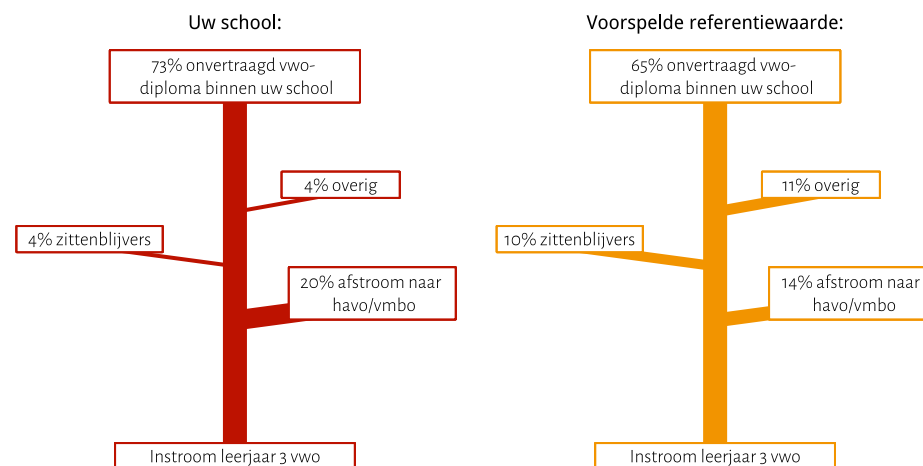 Uw school:
73% onvertraagd vwo-
diploma binnen uw school
4% overig
4% zittenblijvers
20% afstroom naar
havo/vmbo
Instroom leerjaar 3 vwo
Voorspelde referentiewaarde:
65% onvertraagd vwo-
diploma binnen uw school
11% overig
10% zittenblijvers
14% afstroom naar
havo/vmbo
Instroom leerjaar 3 vwo